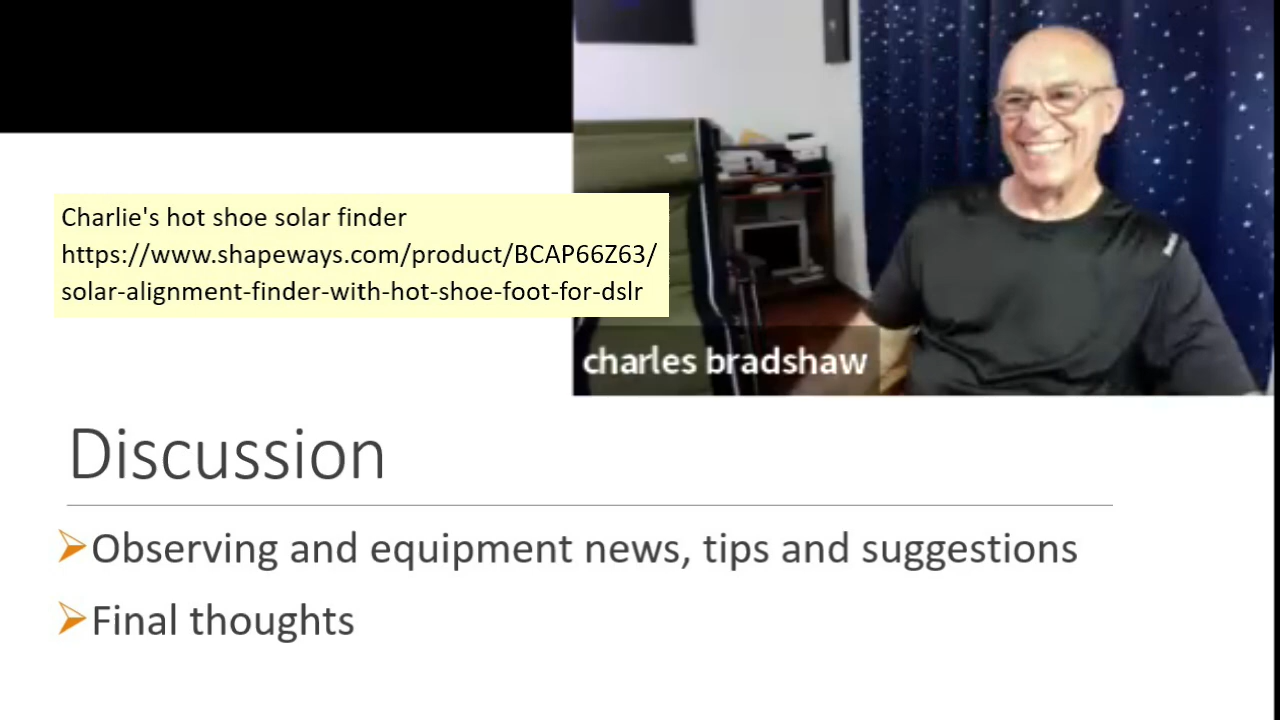 Charlie's hot shoe solar finder
https://www.shapeways.com/product/BCAP66Z63/
solar-alignment-finder-with-hot-shoe-foot-for-dslr
charles bradshaw
Discussion
Observing and equipment news, tips and suggestions
Final thoughts